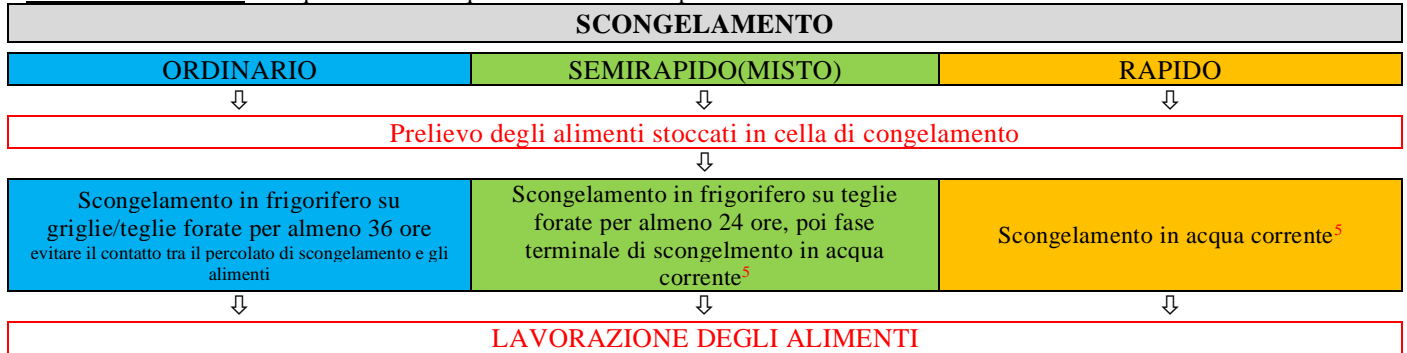 SCONGELAMENTO
ORDINARIO
SEMIRAPIDO(MISTO)
RAPIDO
⇩ ⇩ ⇩
Prelievo degli alimenti stoccati in cella di congelamento
⇩
Scongelamento in frigorifero su
griglie/teglie forate per almeno 36 ore
evitare il contatto tra il percolato di scongelamento e gli
alimenti
Scongelamento in frigorifero su teglie
forate per almeno 24 ore, poi fase
terminale di scongelmento in acqua
corrente5
Scongelamento in acqua corrente5
⇩ ⇩ ⇩
LAVORAZIONE DEGLI ALIMENTI